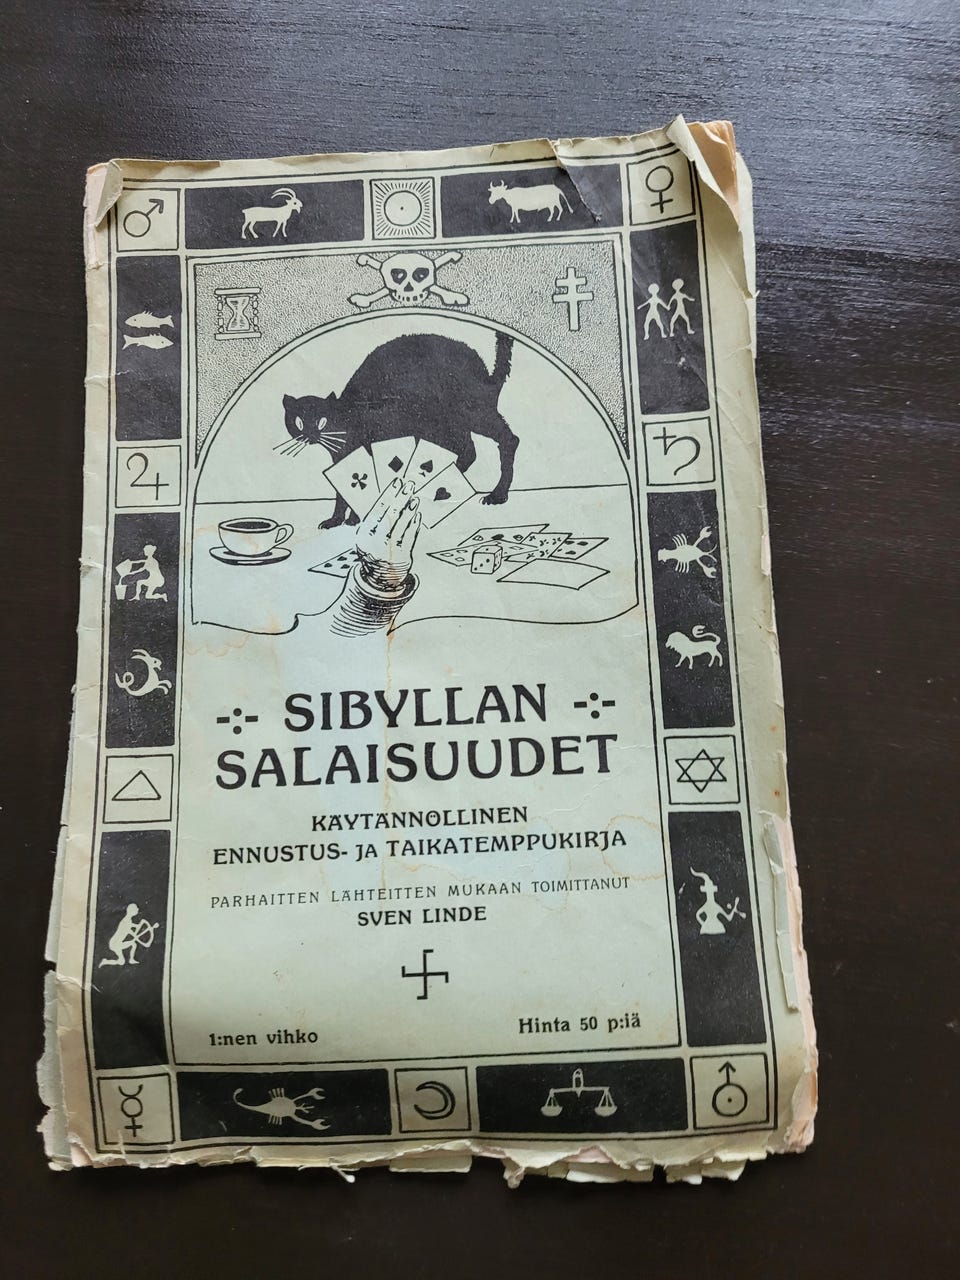 SIBYLLAN
SALAISUUDET
KÄYTÄNNÖLLINEN
ENNUSTUS- JA TAIKATEMPPUKIRJA
PARHAITTEN LÄHTEITTEN MUKAAN TOIMITTANUT
SVEN LINDE
1:nen vihko
Hinta 50 p:iä